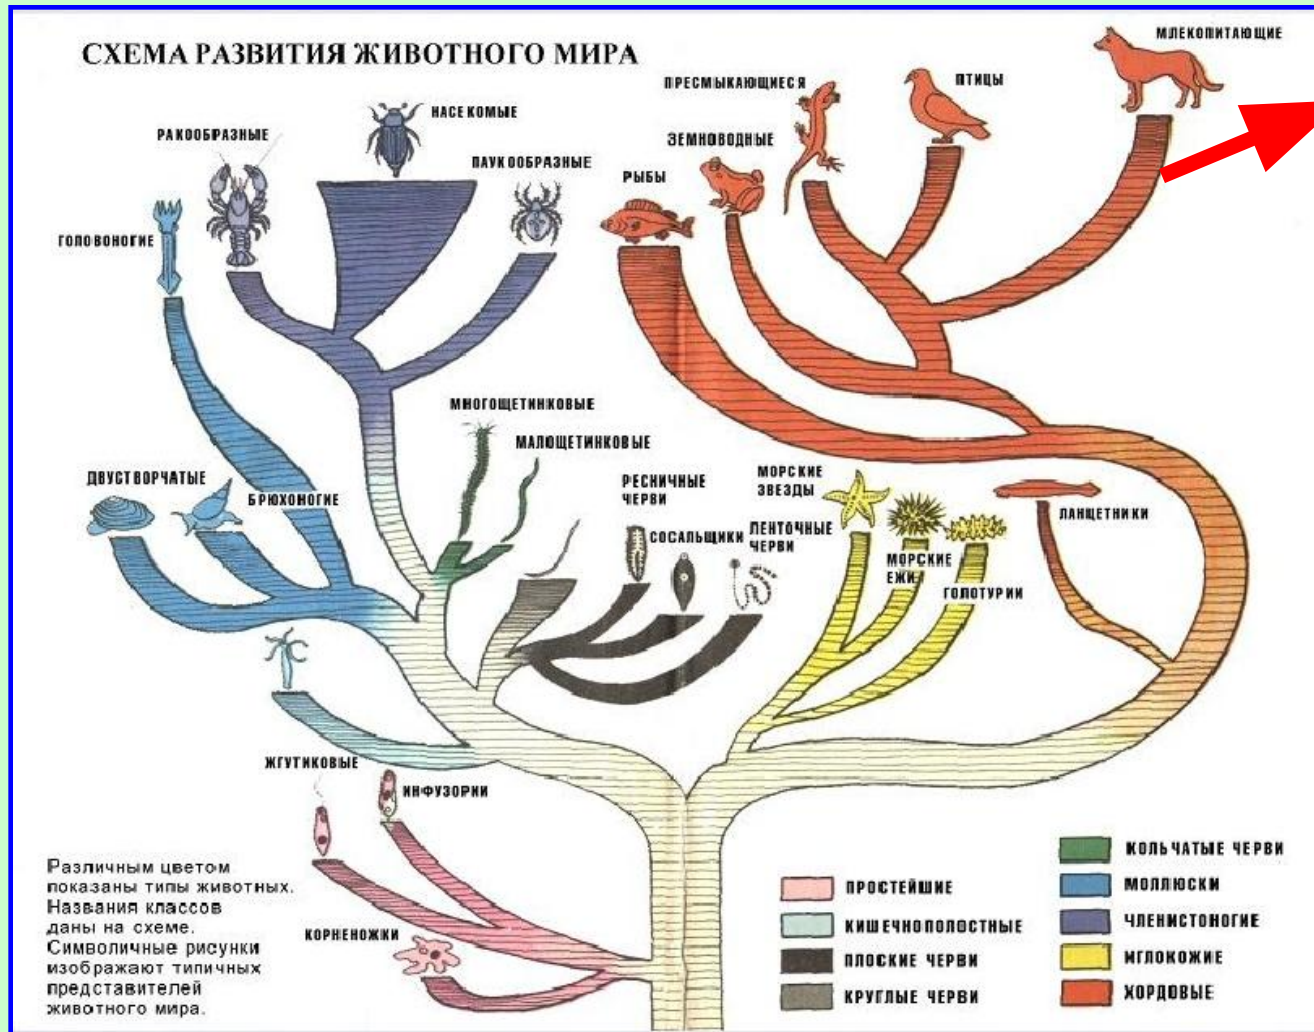 СХЕМА РАЗВИТИЯ ЖИВОТНОГО МИРА
МЛЕКОПИТАЮЩИЕ
ПРЕСМЫКАЮЩИЕСЯ
ПТИЦЫ
НАСЕКОМЫЕ
РАКООБРАЗНЫЕ
ЗЕМНОВОДНЫЕ
ПАУКООБРАЗНЫЕ
РЫБЫ
ГОЛОВОНОГИЕ
МНОГОЩЕТИНКОВЫЕ
МАЛОЩЕТИНКОВЫЕ
ДВУСТВОРЧАТЫЕ
БРЮХОНОГИЕ
РЕСНИЧНЫЕ
ЧЕРВИ
МОРСКИЕ
ЗВЕЗДЫ
ЛАНЦЕТНИКИ
СОСАЛЬЩИКИ
ЛЕНТОЧНЫЕ
ЧЕРВИ
МОРСКИЕ
ЕЖИ
ГОЛОТУРИИ
ЖГУТИКОВЫЕ
ИНФУЗОРИИ
КОРНЕНОЖКИ
Различным цветом
показаны типы животных.
Названия классов
даны на схеме.
Символичные рисунки
изображают типичных
представителей
животного мира.
ПРОСТЕЙШИЕ
КИШЕЧНОПОЛОСТНЫЕ
ПЛОСКИЕ ЧЕРВИ
КРУГЛЫЕ ЧЕРВИ
КОЛЬЧАТЫЕ ЧЕРВИ
МОЛЛЮСКИ
ЧЛЕНИСТОНОГИЕ
ИГЛОКОЖИЕ
ХОРДОВЫЕ